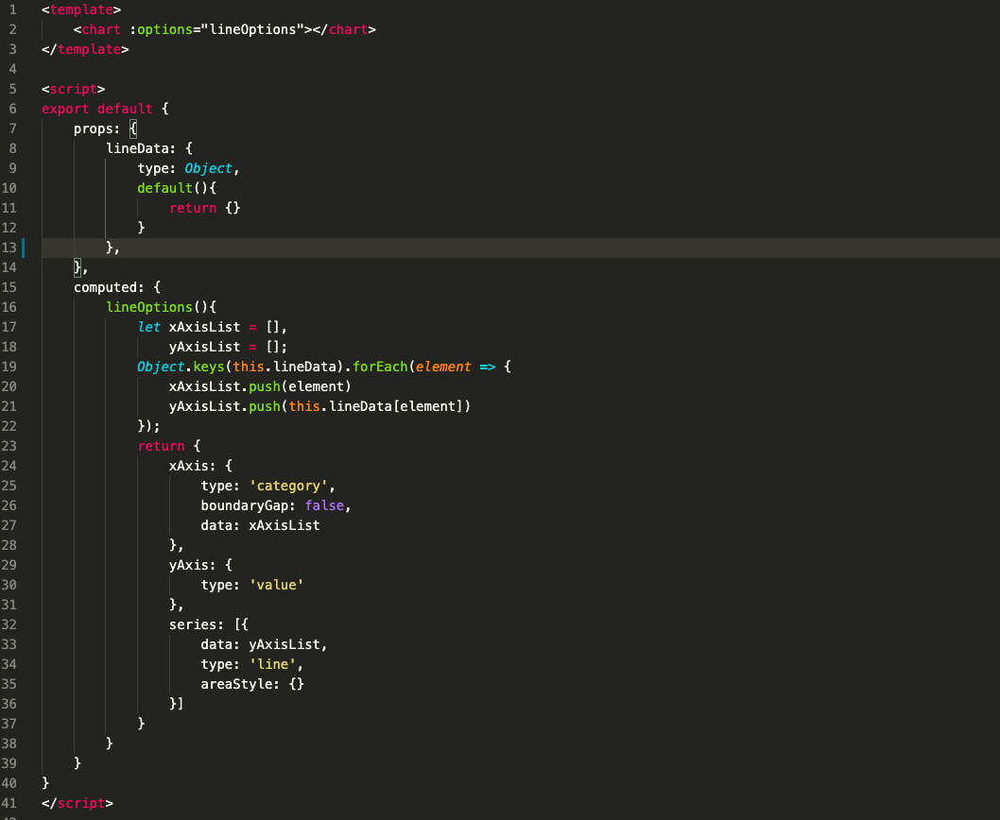 1 <template>
2     <chart :options="lineOptions"></chart>
3 </template>
4
5 <script>
6 export default {
7     props: {
8         lineData: {
9             type: Object,
10             default(){
11                 return {}
12             }
13         },
14     },
15     computed: {
16         lineOptions(){
17             let xAxisList = [],
18                 yAxisList = [];
19             Object.keys(this.lineData).forEach(element => {
20                 xAxisList.push(element)
21                 yAxisList.push(this.lineData[element])
22             });
23             return {
24                 xAxis: {
25                     type: 'category',
26                     boundaryGap: false,
27                     data: xAxisList
28                 },
29                 yAxis: {
30                     type: 'value'
31                 },
32                 series: [{
33                     data: yAxisList,
34                     type: 'line',
35                     areaStyle: {}
36                 }]
37             }
38         }
39     }
40 }
41 </script>